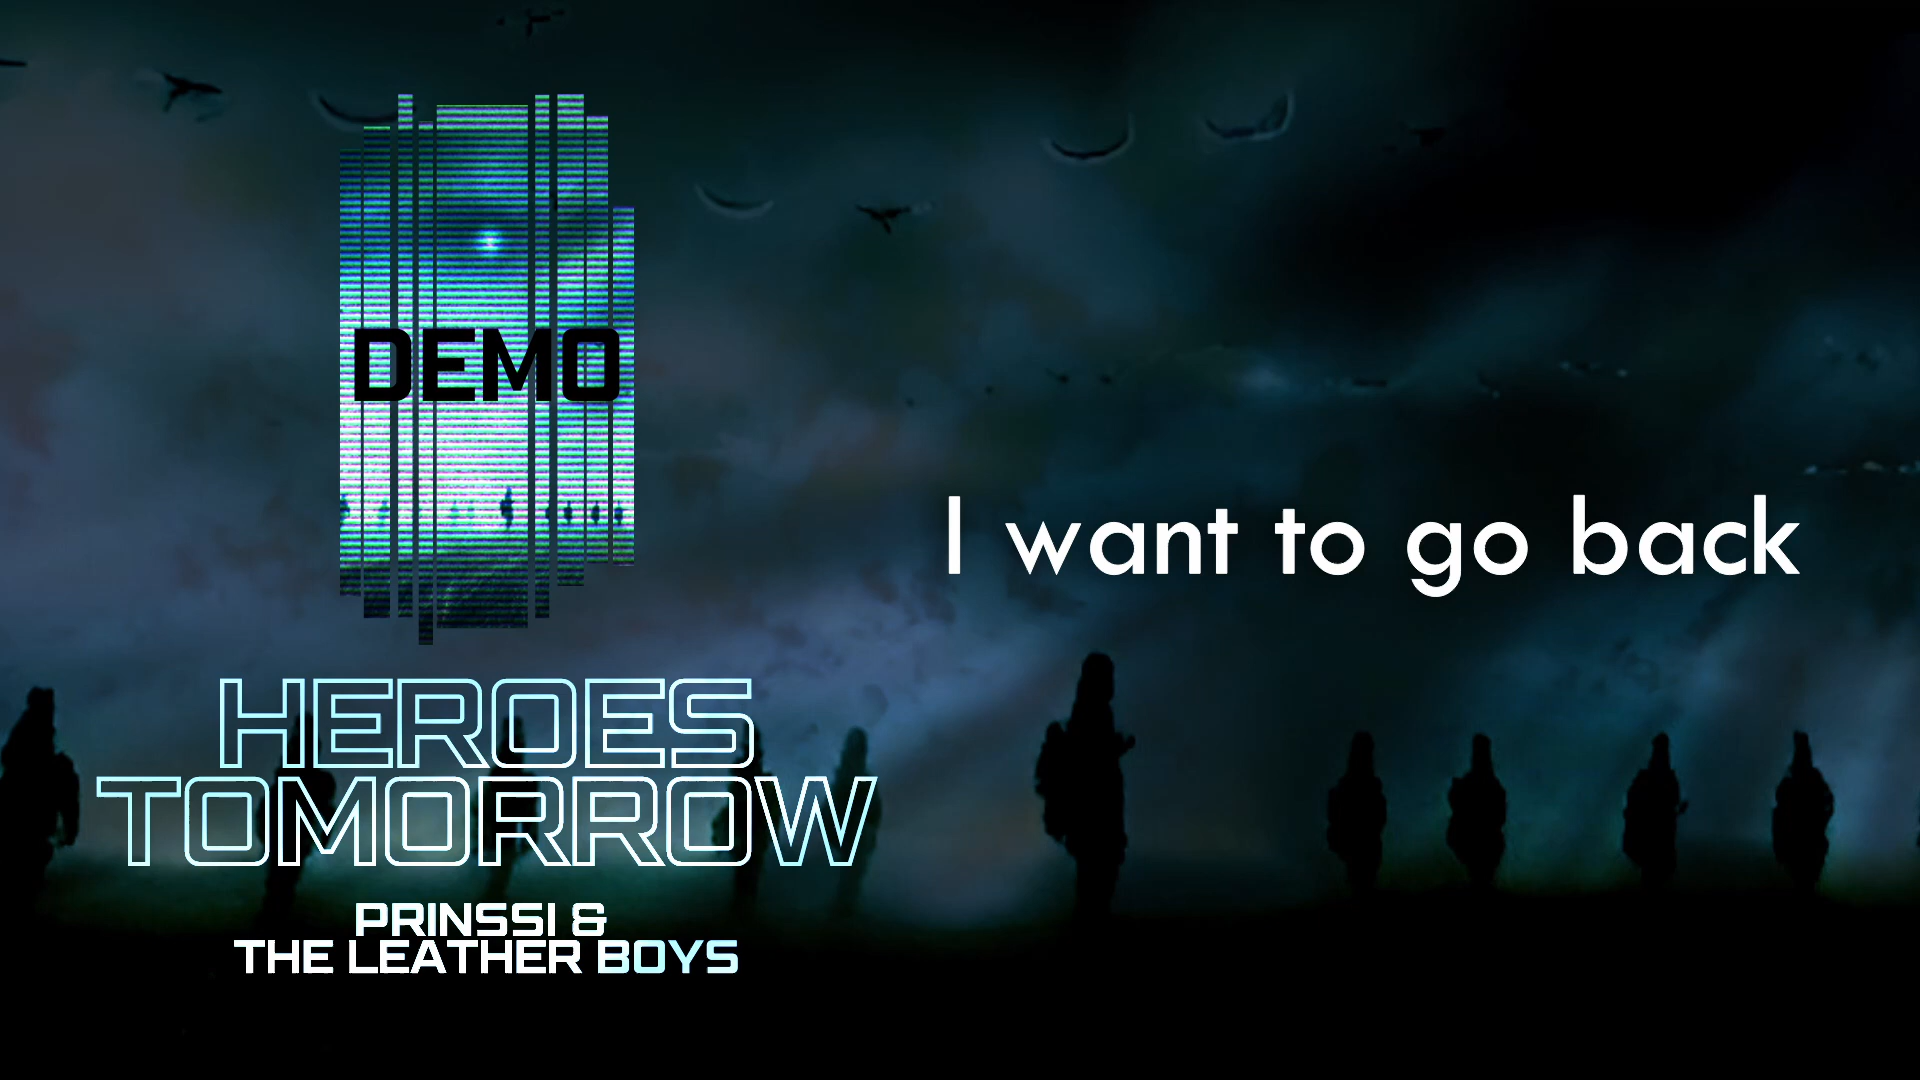 DEMO
HEROES
TOMORROW
PRINSSI &
THE LEATHER BOYS
I want to go back